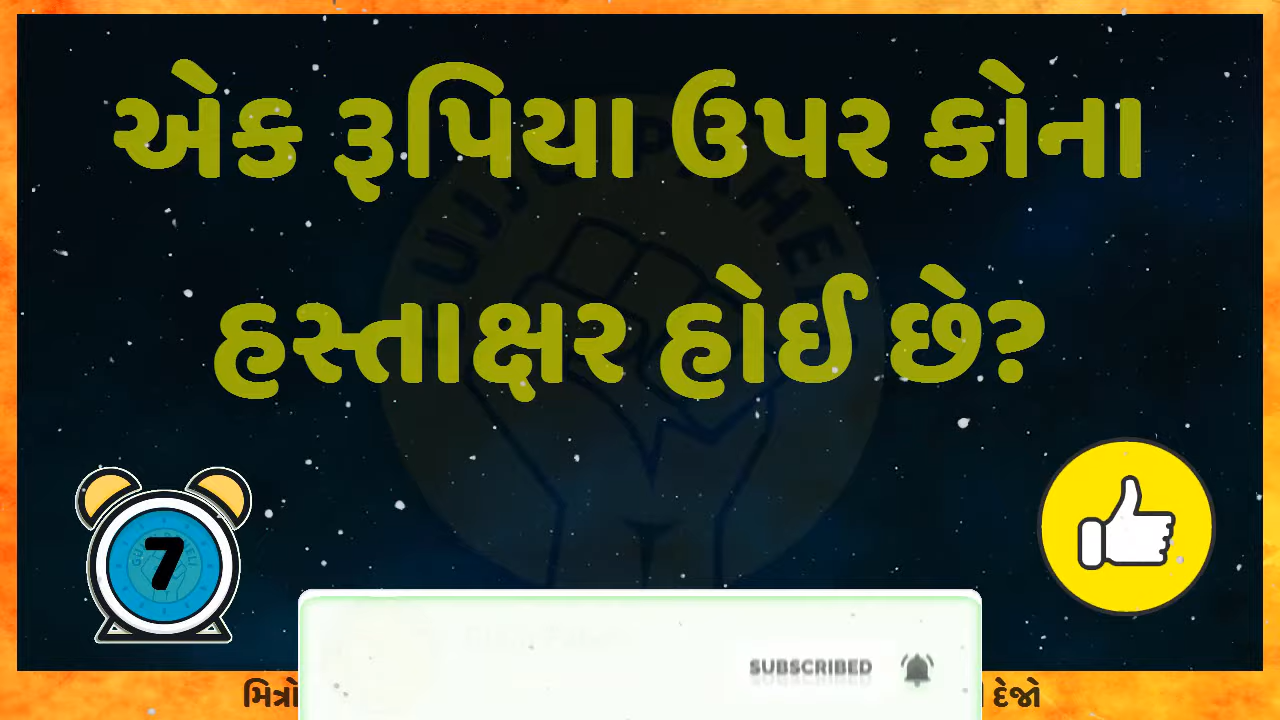 એક રૂપિયા ઉપર કોના
હસ્તાક્ષર હોઈ છે?
7
SUBSCRIBED
મિત્રો
દેજો